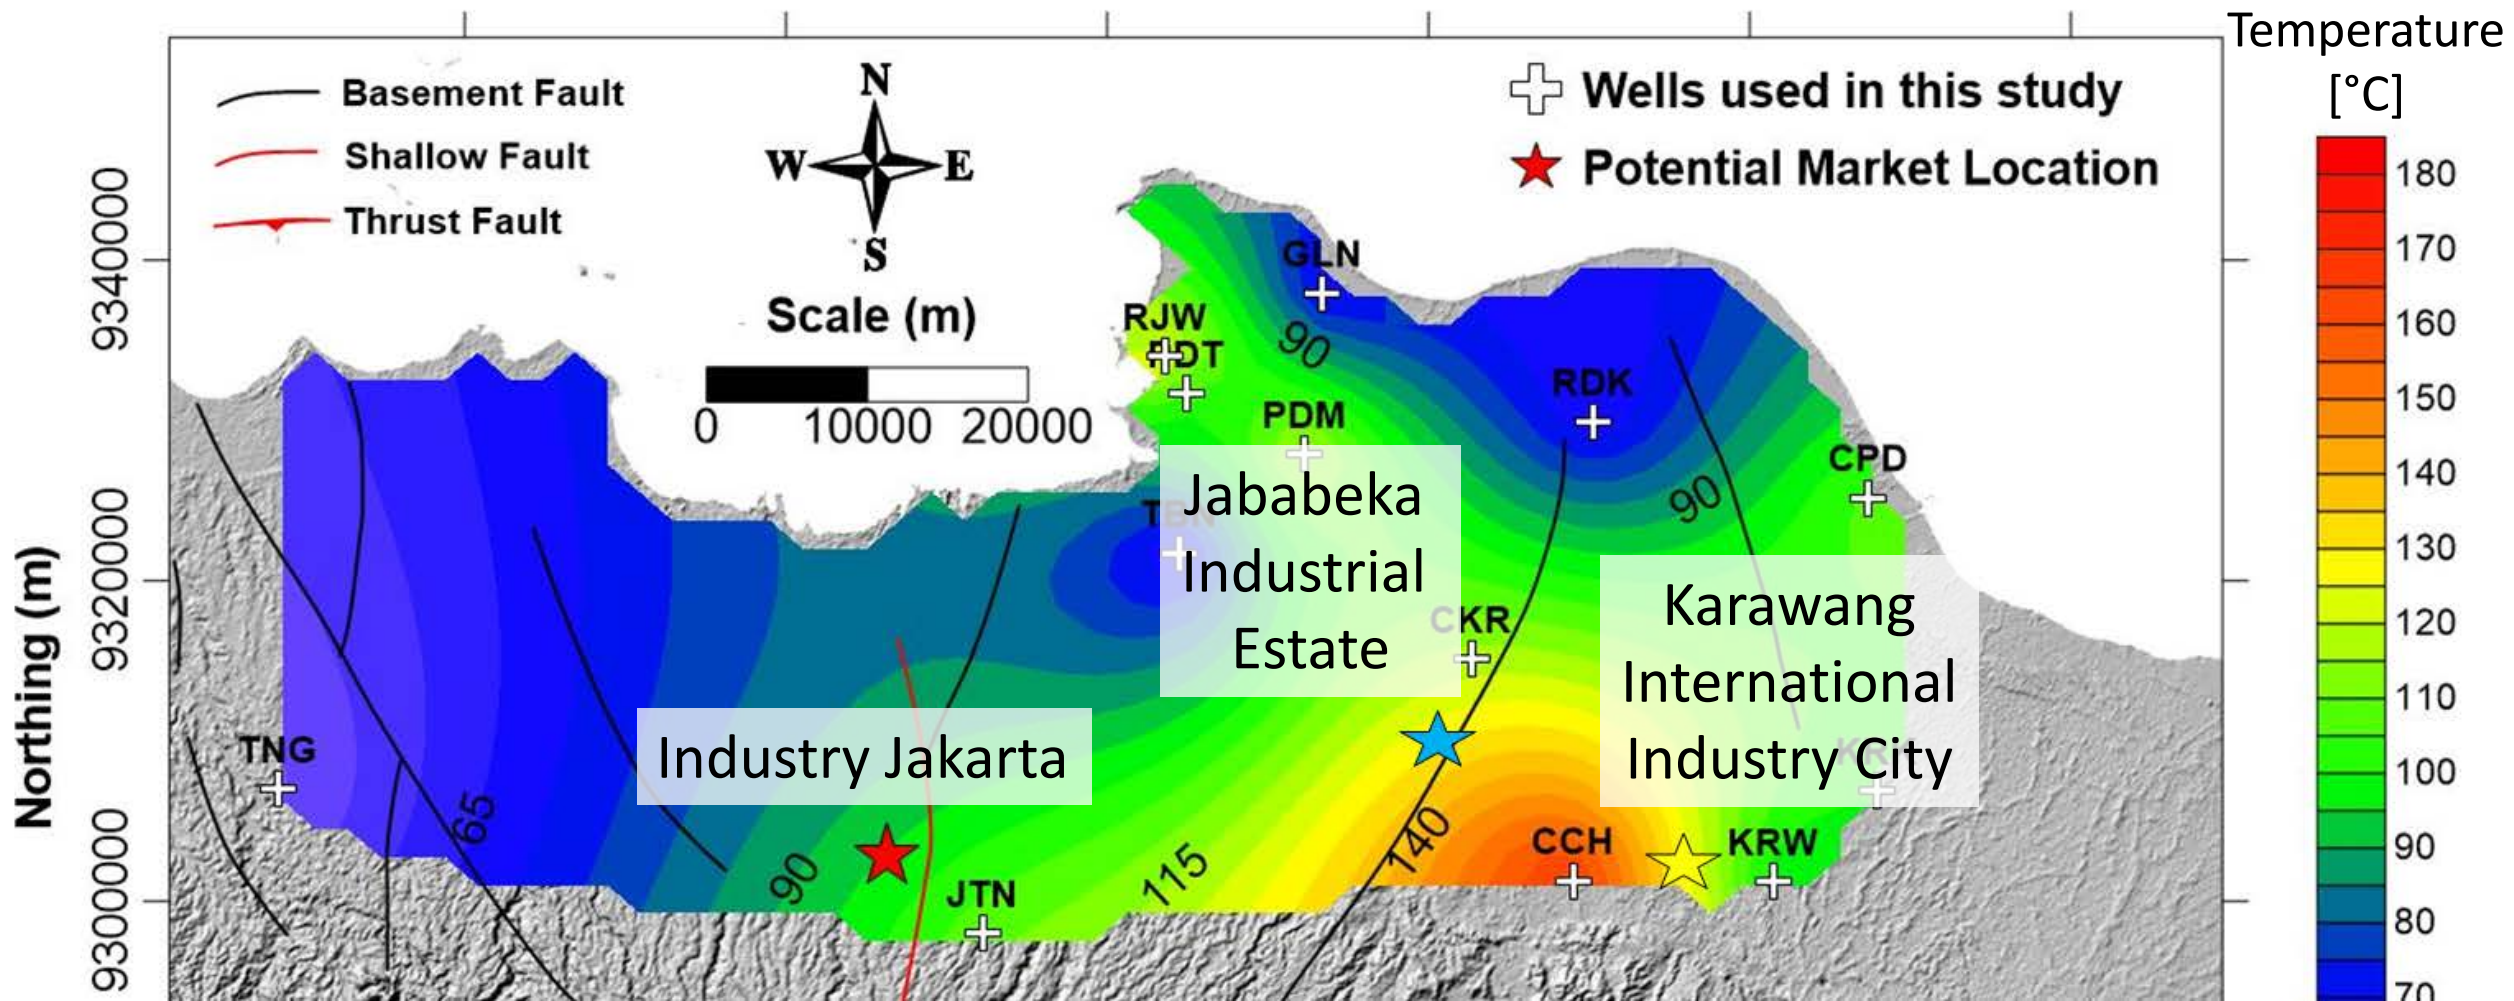 Temperature
[°C]
Basement Fault
Shallow Fault
Thrust Fault
N
W E
S
Wells used in this study
Potential Market Location
Scale (m)
0 10000 20000
Northing (m)
9340000
9320000
9300000
GLN
RJW
PDM
RDK
CPD
TBN
CKR
TNG
JTN
CCH
KRW
90
90
65
90
115
140
Jababeka
Industrial
Estate
Karawang
International
Industry City
Industry Jakarta
180
170
160
150
140
130
120
110
100
90
80
70